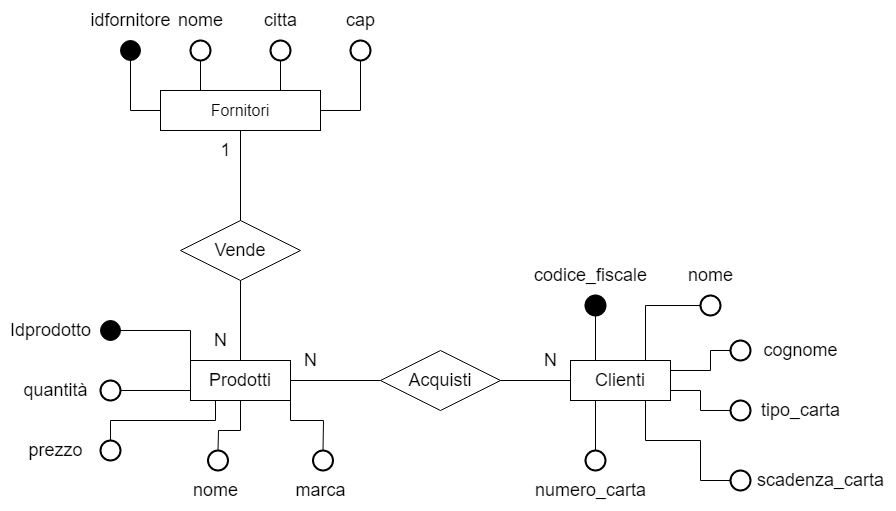 idfornitore nome citta cap
Fornitori
1
Vende
codice_fiscale nome
Idprodotto
N
N
N
cognome
Prodotti
Acquisti
Clienti
quantità
tipo_carta
prezzo
scadenza_carta
nome
marca
numero_carta